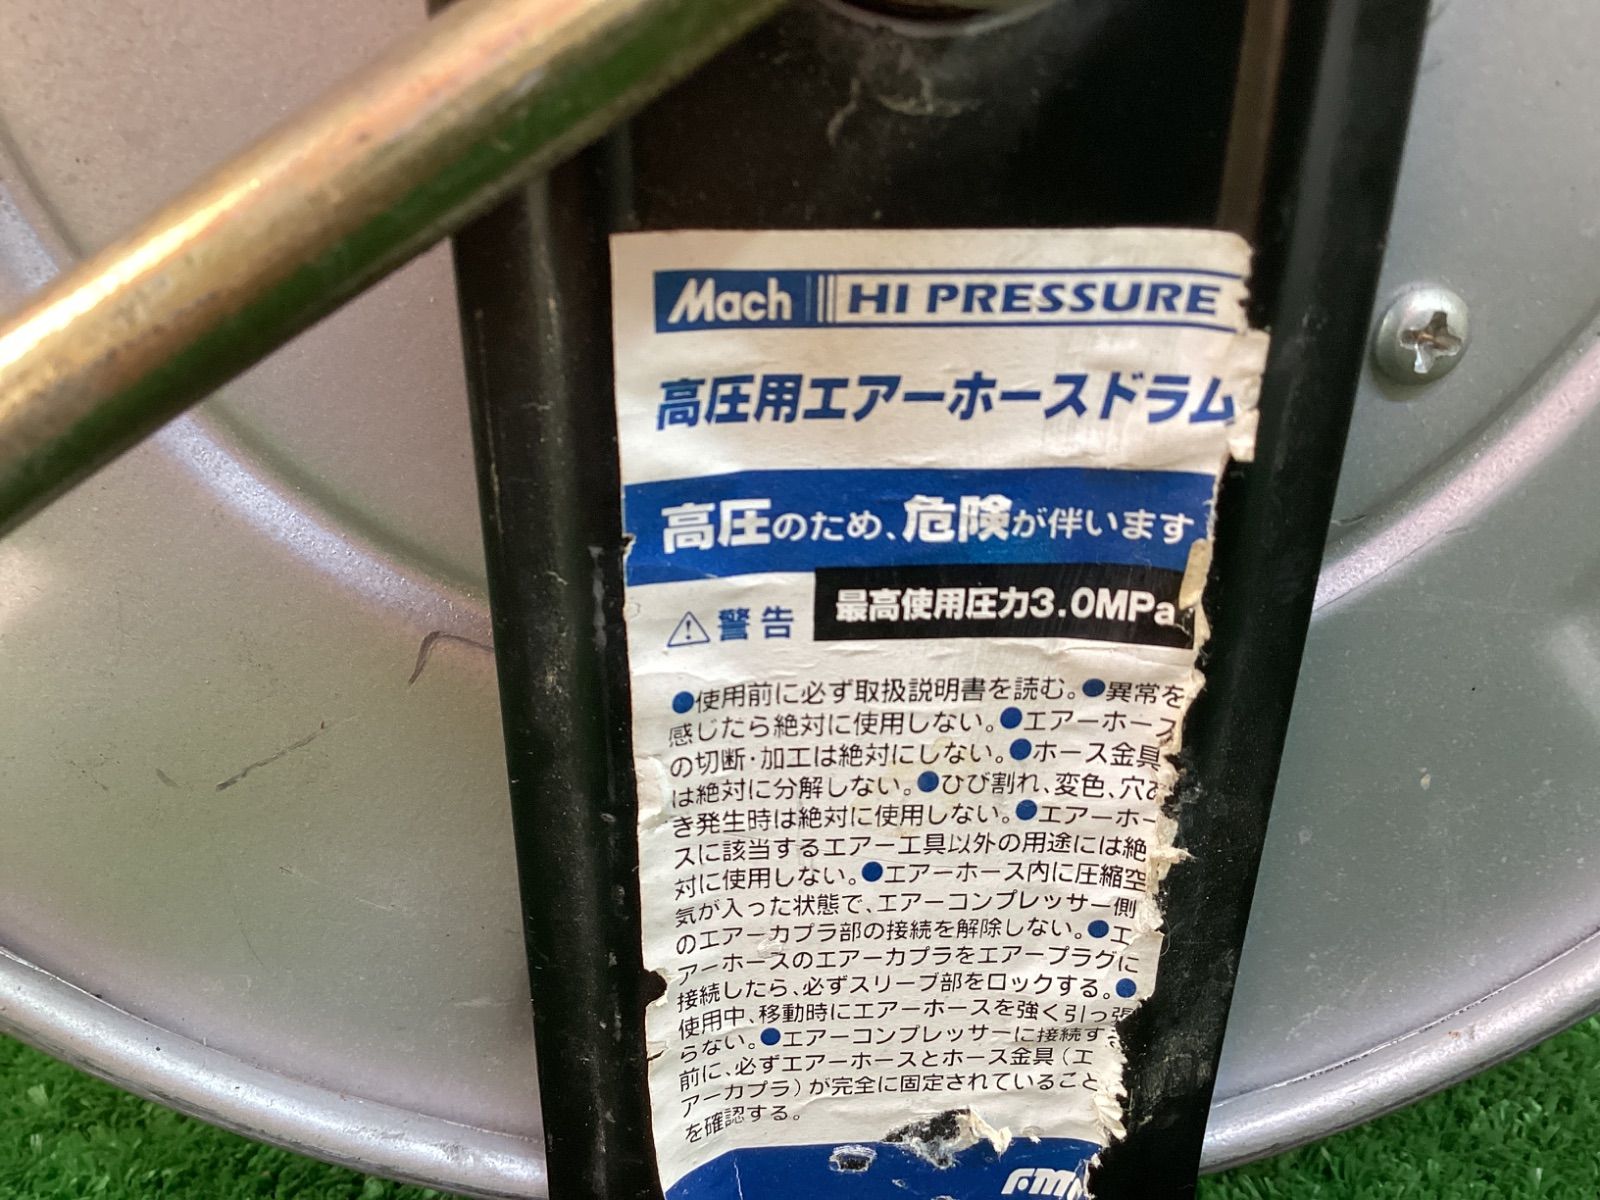 Mach HI PRESSURE
高圧用エアーホースドラム
高圧のため、危険が伴います
⚠警告 最高使用圧力3.0MPa
●使用前に必ず取扱説明書を読む。●異常を
感じたら絶対に使用しない。●エアーホース
の切断・加工は絶対にしない。●ホース金具
は絶対に分解しない。●ひび割れ、変色、穴あ
き発生時は絶対に使用しない。●エアーホー
スに該当するエアー工具以外の用途には絶
対に使用しない。●エアーホース内に圧縮空
気が入った状態で、エアーコンプレッサー側
のエアーカプラ部の接続を解除しない。●エ
アーホースのエアーカプラをエアープラグに
接続したら、必ずスリーブ部をロックする。●
使用中、移動時にエアーホースを強く引っ張
らない。●エアーコンプレッサーに接続す
前に、必ずエアーホースとホース金具(エ
アーカプラ)が完全に固定されていること
を確認する。